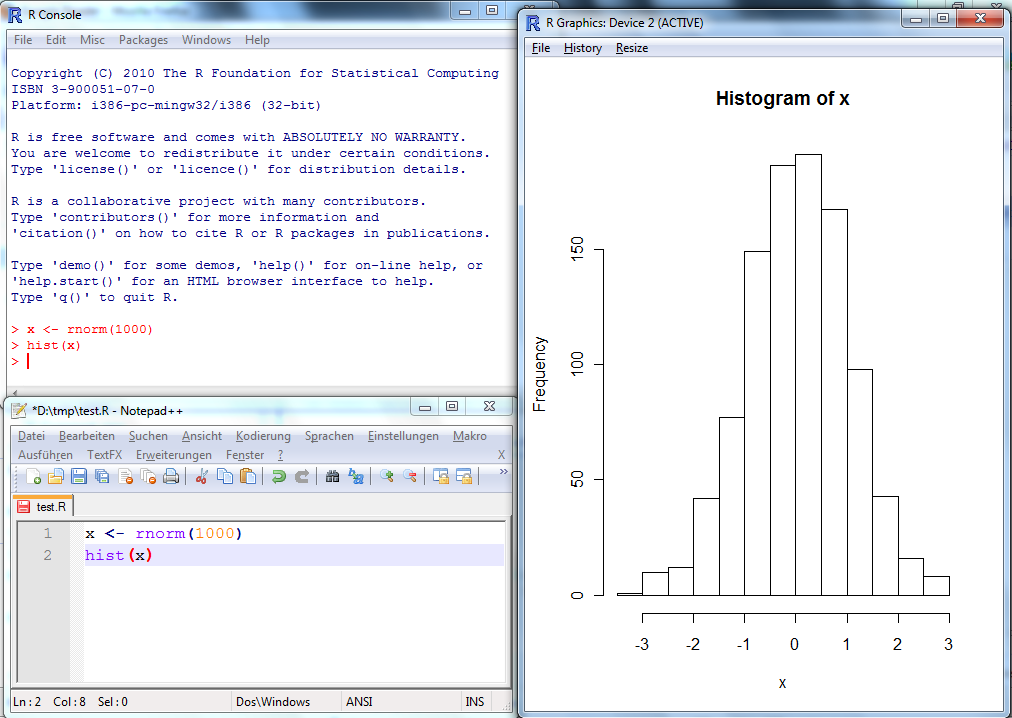 R Console
File Edit Misc Packages Windows Help
Copyright (C) 2010 The R Foundation for Statistical Computing
ISBN 3-900051-07-0
Platform: i386-pc-mingw32/i386 (32-bit)
R is free software and comes with ABSOLUTELY NO WARRANTY.
You are welcome to redistribute it under certain conditions.
Type 'license()' or 'licence()' for distribution details.
R is a collaborative project with many contributors.
Type 'contributors()' for more information and
'citation()' on how to cite R or R packages in publications.
Type 'demo()' for some demos, 'help()' for on-line help, or
'help.start()' for an HTML browser interface to help.
Type 'q()' to quit R.
> x <- rnorm(1000)
> hist(x)
>
*D:\tmp\test.R - Notepad++
Datei Bearbeiten Suchen Ansicht Kodierung Sprachen Einstellungen Makro
Ausführen TextFX Erweiterungen Fenster ? X
test.R
1 x <- rnorm(1000)
2 hist(x)
Ln : 2 Col : 8 Sel : 0 Dos\Windows ANSI INS
R Graphics: Device 2 (ACTIVE)
File History Resize
Histogram of x
Frequency
150
100
50
0
-3 -2 -1 0 1 2 3
x